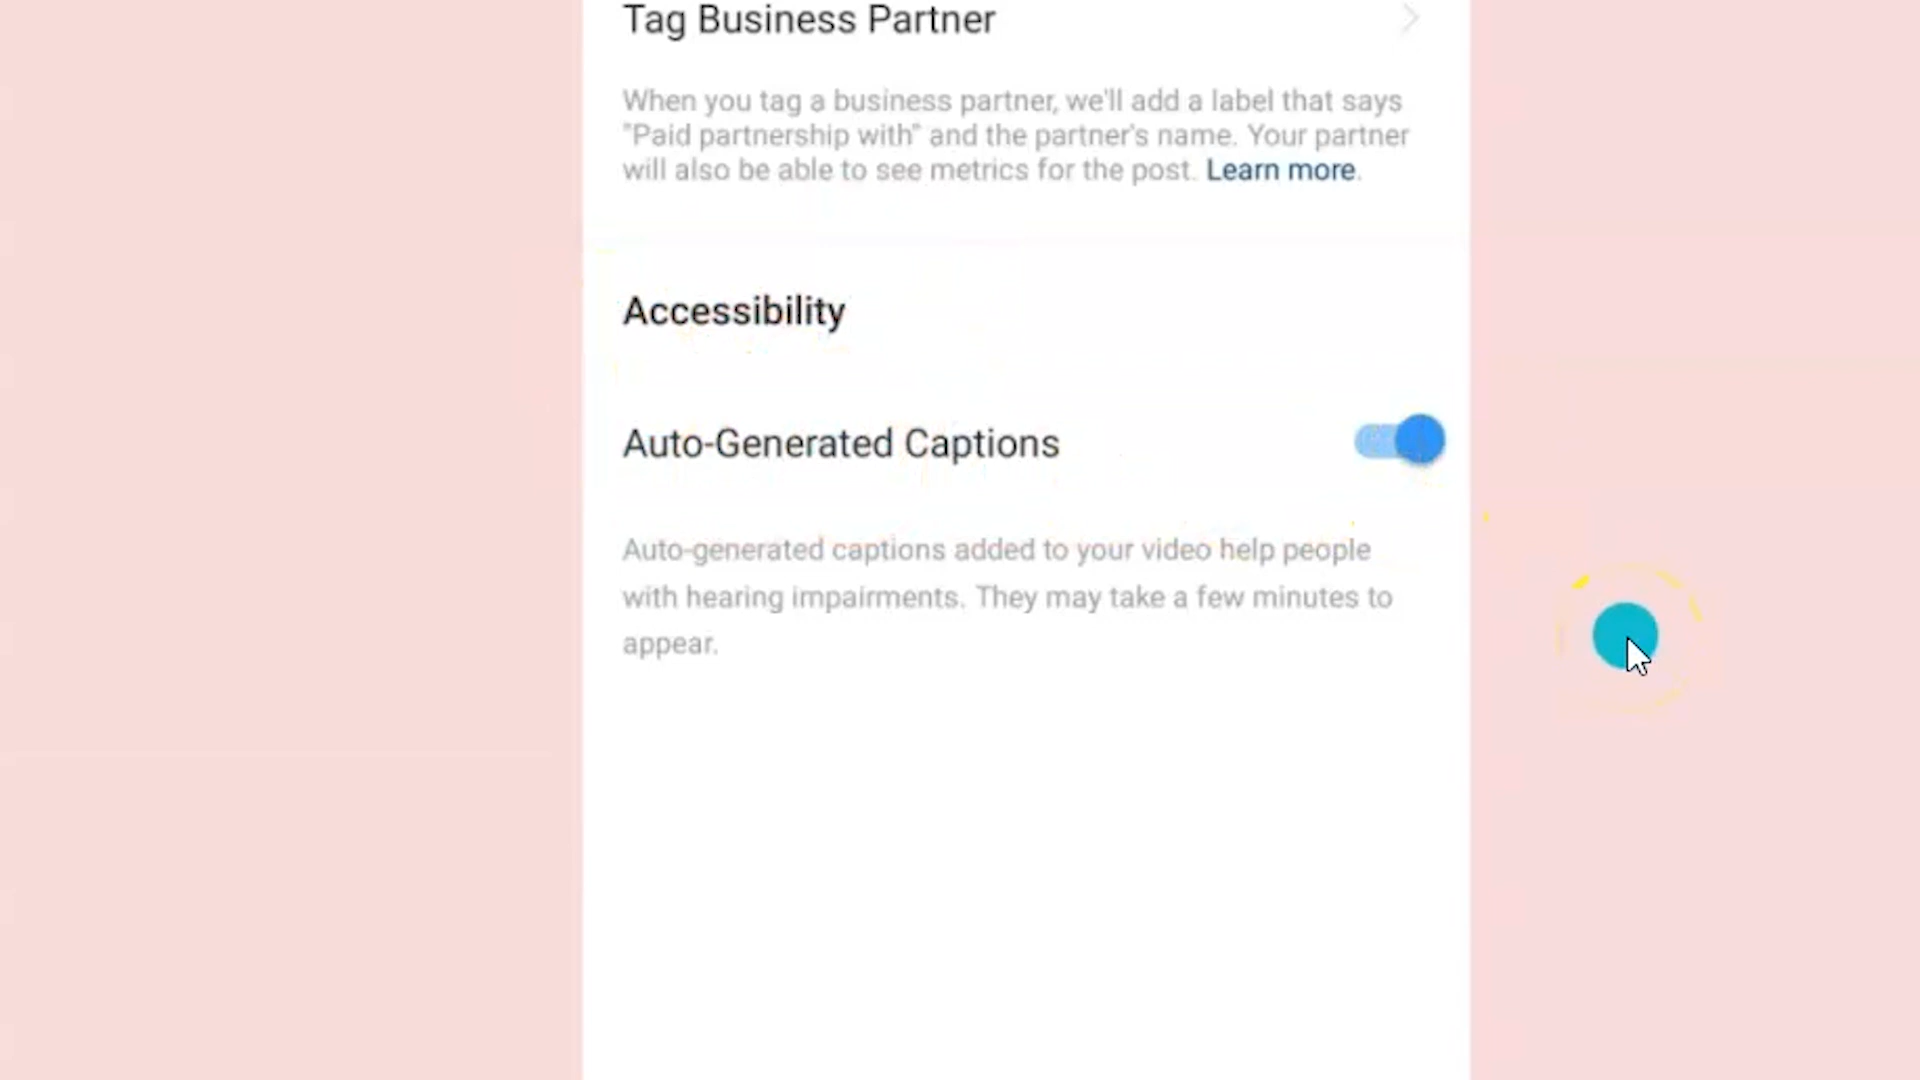 Tag Business Partner
When you tag a business partner, we'll add a label that says
"Paid partnership with" and the partner's name. Your partner
will also be able to see metrics for the post. Learn more.
Accessibility
Auto-Generated Captions
Auto-generated captions added to your video help people
with hearing impairments. They may take a few minutes to
appear.